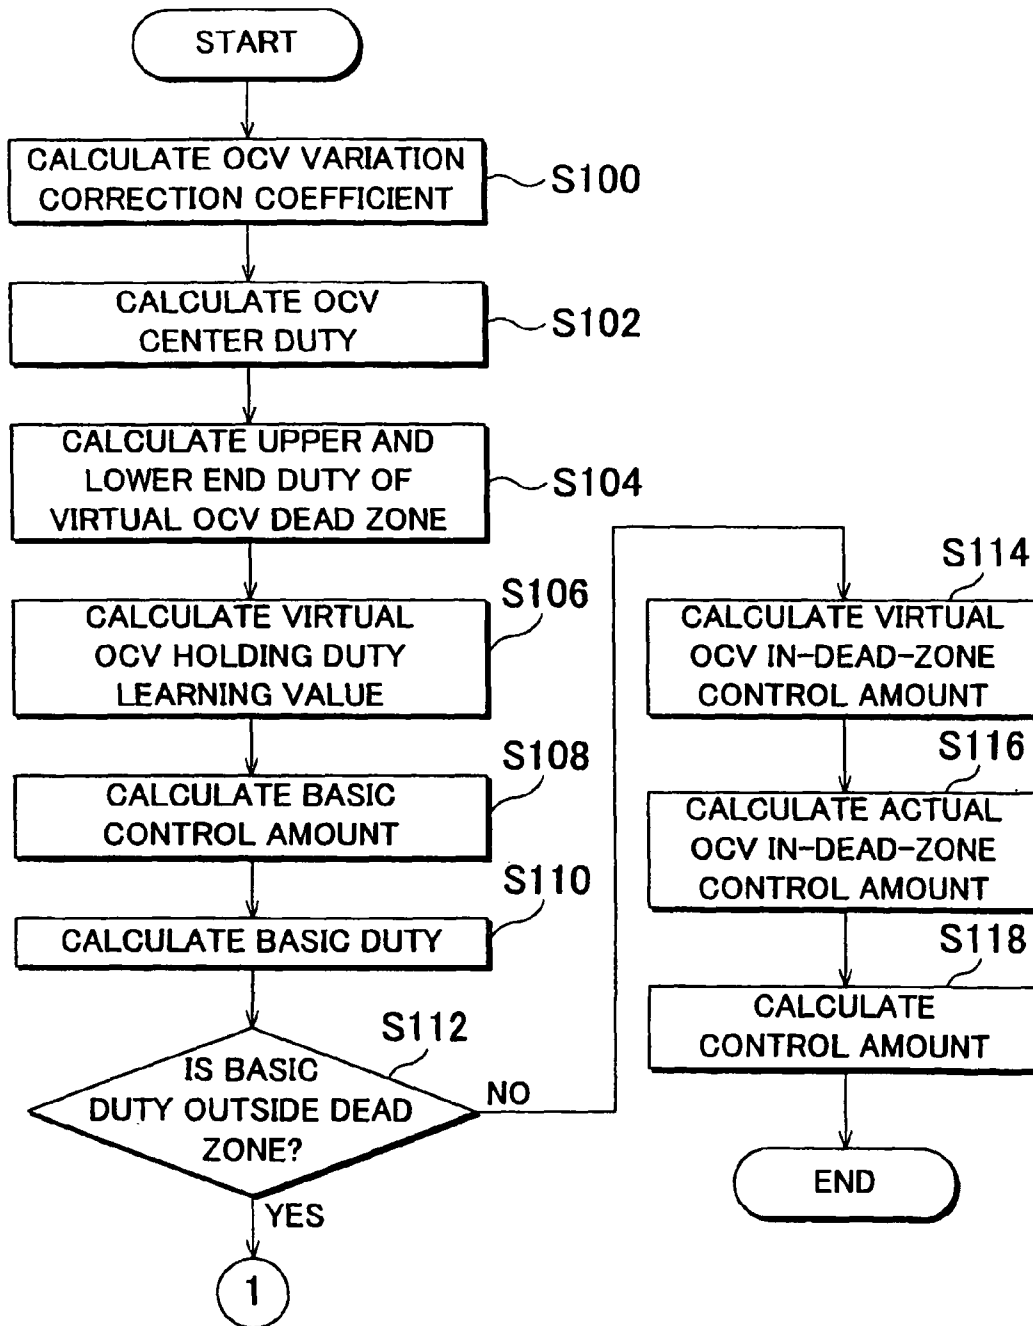 START
CALCULATE OCV VARIATION
CORRECTION COEFFICIENT
S100
CALCULATE OCV
CENTER DUTY
S102
CALCULATE UPPER AND
LOWER END DUTY OF
VIRTUAL OCV DEAD ZONE
S104
S106
CALCULATE VIRTUAL
OCV HOLDING DUTY
LEARNING VALUE
S108
CALCULATE BASIC
CONTROL AMOUNT
S110
CALCULATE BASIC DUTY
S112
IS BASIC
DUTY OUTSIDE DEAD
ZONE?
NO
YES
1
S114
CALCULATE VIRTUAL
OCV IN-DEAD-ZONE
CONTROL AMOUNT
S116
CALCULATE ACTUAL
OCV IN-DEAD-ZONE
CONTROL AMOUNT
S118
CALCULATE
CONTROL AMOUNT
END